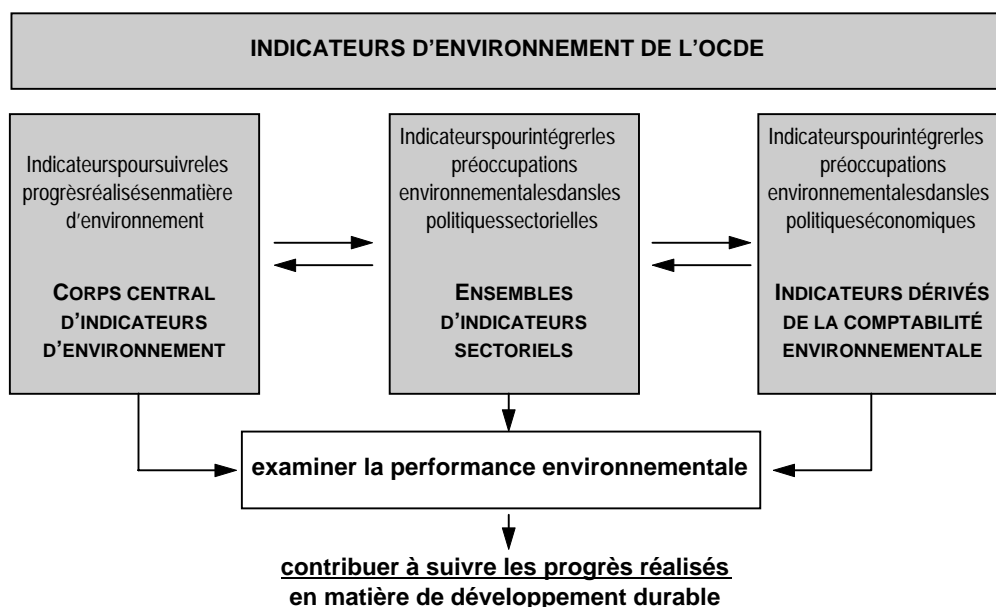 INDICATEURS D’ENVIRONNEMENT DE L’OCDE
Indicateurspoursuivreles
progrèsréalisésenmatière
d’environnement
CORPS CENTRAL
D’INDICATEURS
D’ENVIRONNEMENT
Indicateurspourintégrerles
préoccupations
environnementalesdansles
politiquessectorielles
ENSEMBLES
D’INDICATEURS
SECTORIELS
Indicateurspourintégrerles
préoccupations
environnementalesdansles
politiqueséconomiques
INDICATEURS DÉRIVÉS
DE LA COMPTABILITÉ
ENVIRONNEMENTALE
examiner la performance environnementale
contribuer à suivre les progrès réalisés
en matière de développement durable